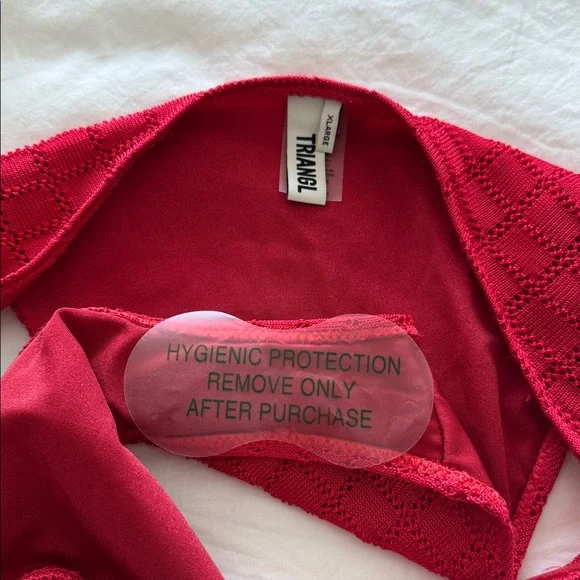 XLARGE
TRIANGL
HYGIENIC PROTECTION
REMOVE ONLY
AFTER PURCHASE